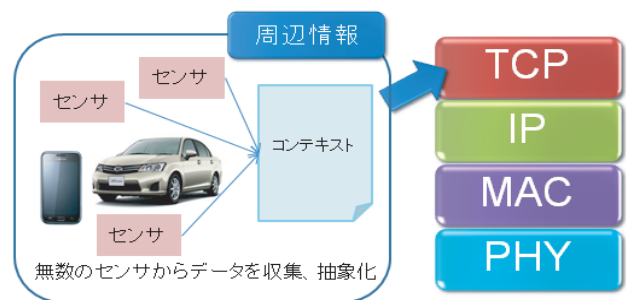 周辺情報
センサ
センサ
コンテキスト
センサ
無数のセンサからデータを収集、抽象化
TCP
IP
MAC
PHY